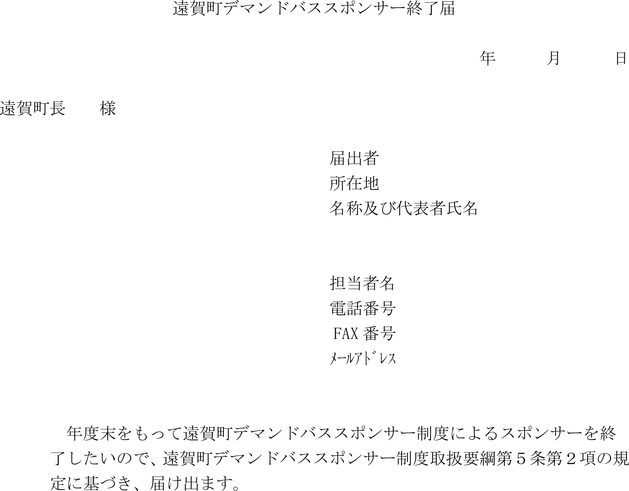 遠賀町デマンドバススポンサー終了届
年　　月　　日
遠賀町長　　様
届出者
所在地
名称及び代表者氏名
担当者名
電話番号
FAX 番号
ﾒｰﾙｱﾄﾞﾚｽ
年度末をもって遠賀町デマンドバススポンサー制度によるスポンサーを終
了したいので、遠賀町デマンドバススポンサー制度取扱要綱第５条第２項の規
定に基づき、届け出ます。